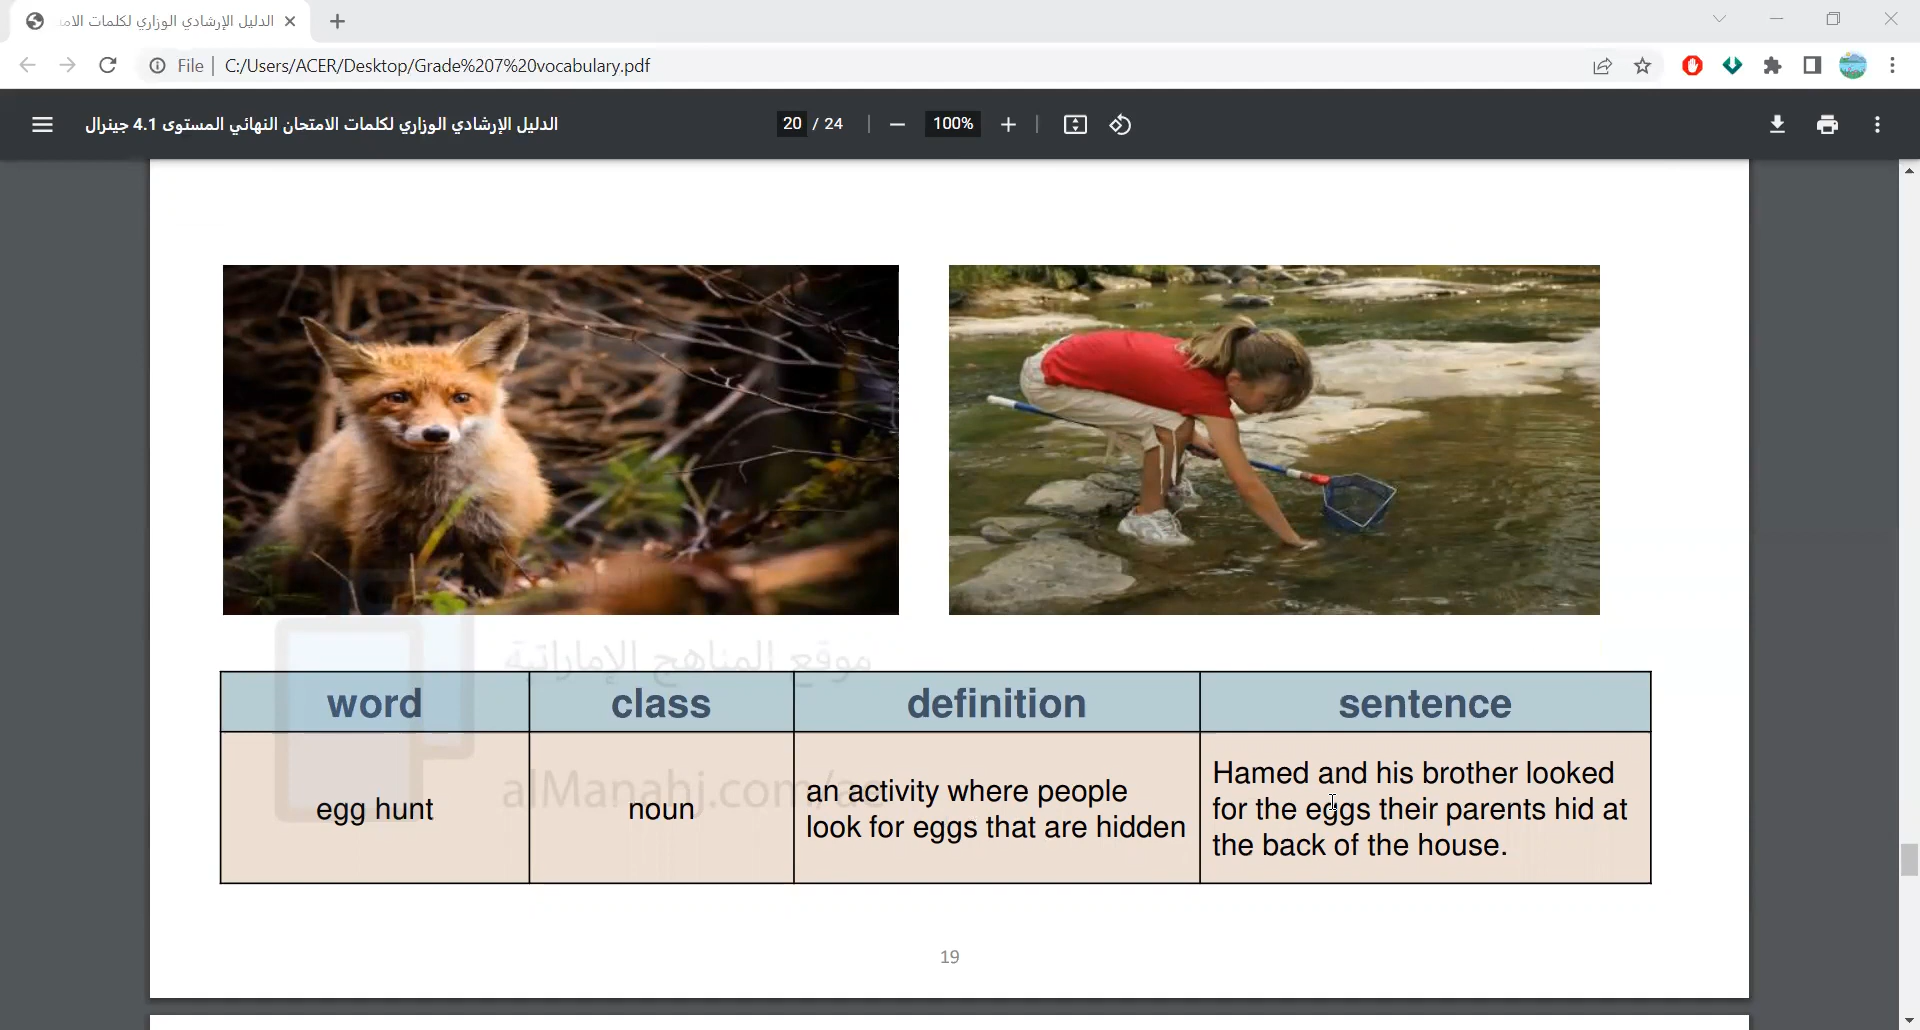 الدليل الإرشادي الوزاري لكلمات الام
File
C:/Users/ACER/Desktop/Grade%207%20vocabulary.pdf
الدليل الإرشادي الوزاري لكلمات الامتحان النهائي المستوى 4.1 جينرال
20 / 24
100%
موقع المناهج الإماراتية
word class definition sentence
alManahj.com/ae
egg hunt
noun
an activity where people
look for eggs that are hidden
Hamed and his brother looked
for the eggs their parents hid at
the back of the house.
19